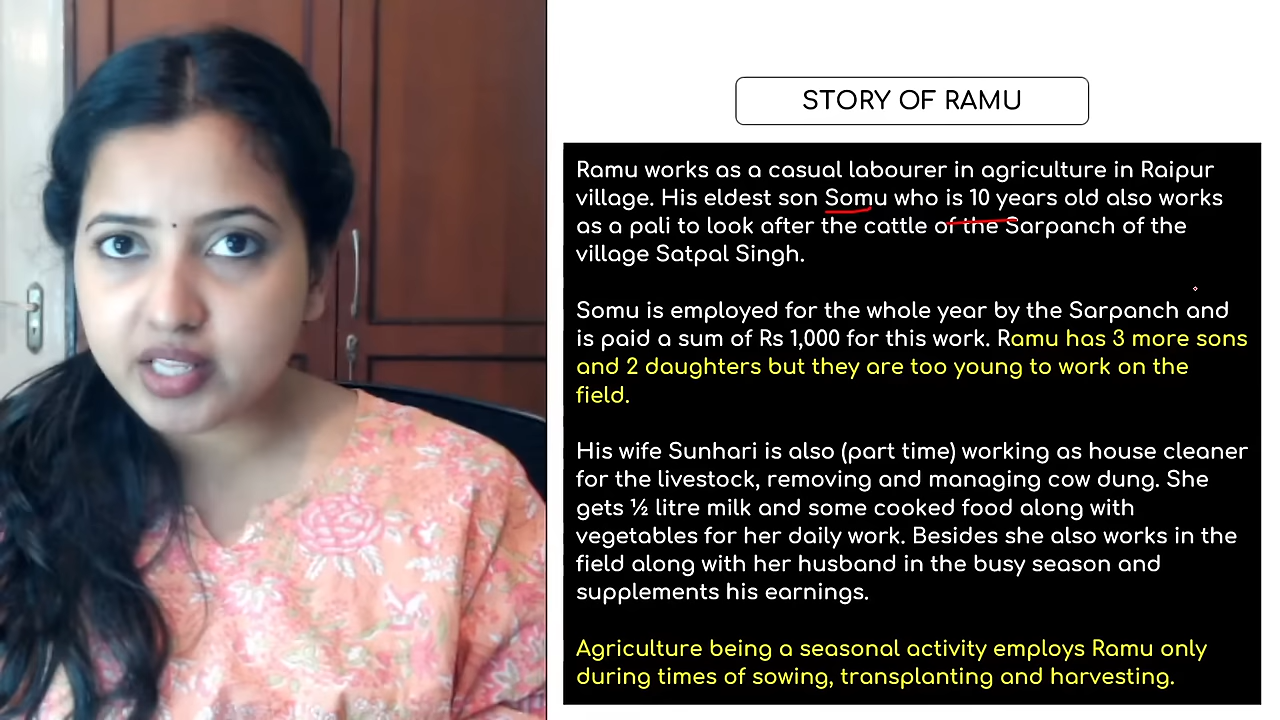 STORY OF RAMU
Ramu works as a casual labourer in agriculture in Raipur
village. His eldest son Somu who is 10 years old also works
as a pali to look after the cattle of the Sarpanch of the
village Satpal Singh.
Somu is employed for the whole year by the Sarpanch and
is paid a sum of Rs 1,000 for this work. Ramu has 3 more sons
and 2 daughters but they are too young to work on the
field.
His wife Sunhari is also (part time) working as house cleaner
for the livestock, removing and managing cow dung. She
gets ½ litre milk and some cooked food along with
vegetables for her daily work. Besides she also works in the
field along with her husband in the busy season and
supplements his earnings.
Agriculture being a seasonal activity employs Ramu only
during times of sowing, transplanting and harvesting.